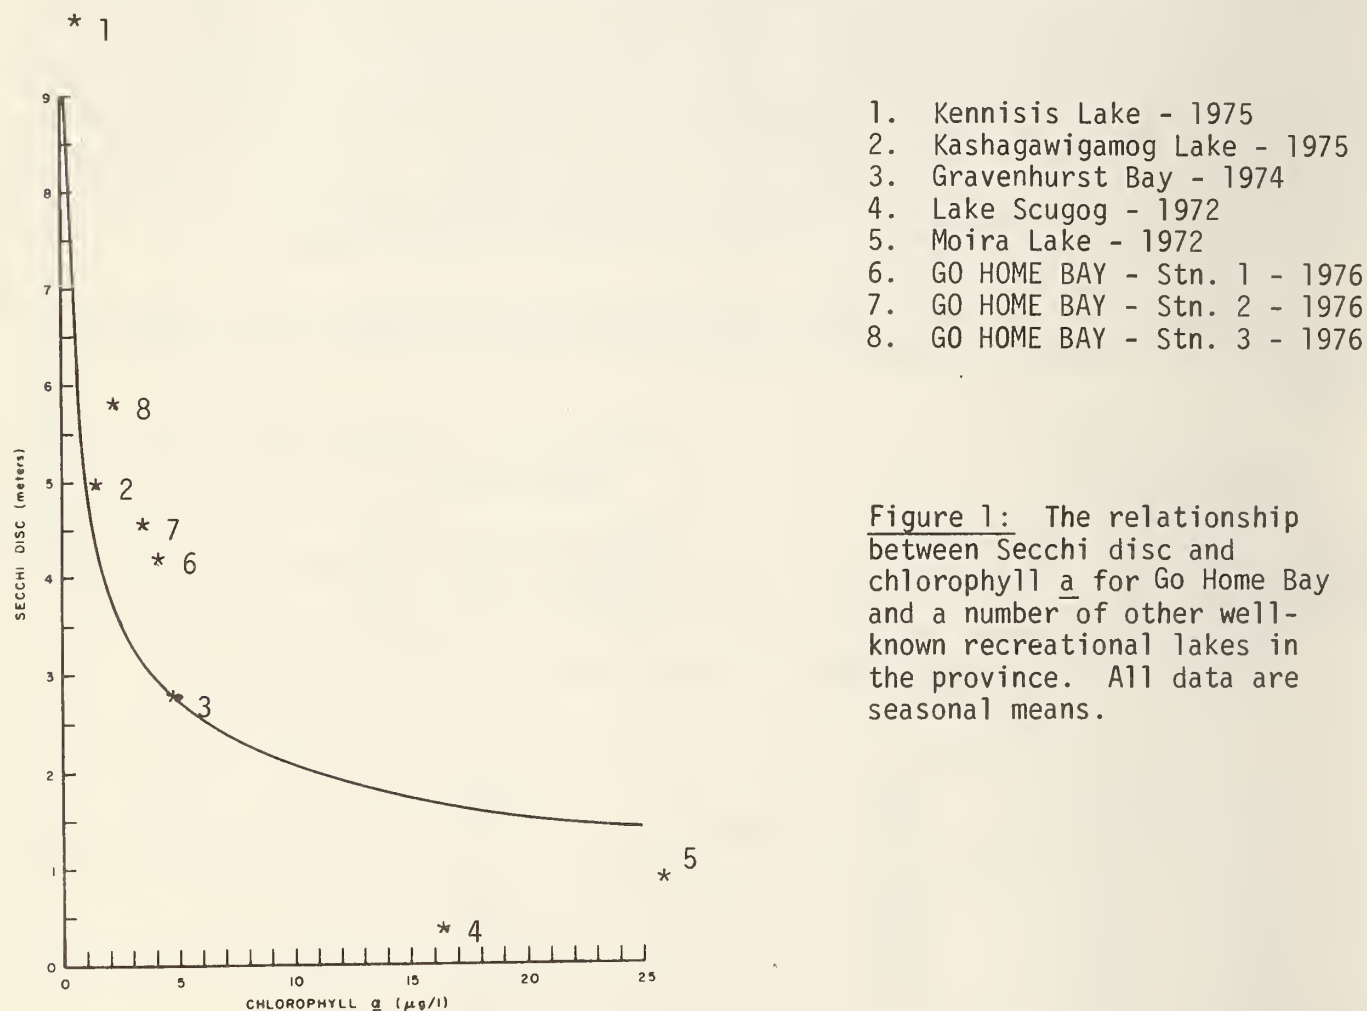 * 1
9
8
7
6
5
4
3
2
1
0
SECCHI DISC (meters)
* 8
* 2
* 7
* 6
* 3
* 4
* 5
0 5 10 15 20 25
CHLOROPHYLL a (µg/l)
1. Kennisis Lake - 1975
2. Kashagawigamog Lake - 1975
3. Gravenhurst Bay - 1974
4. Lake Scugog - 1972
5. Moira Lake - 1972
6. GO HOME BAY - Stn. 1 - 1976
7. GO HOME BAY - Stn. 2 - 1976
8. GO HOME BAY - Stn. 3 - 1976
Figure 1: The relationship
between Secchi disc and
chlorophyll a for Go Home Bay
and a number of other well-
known recreational lakes in
the province. All data are
seasonal means.